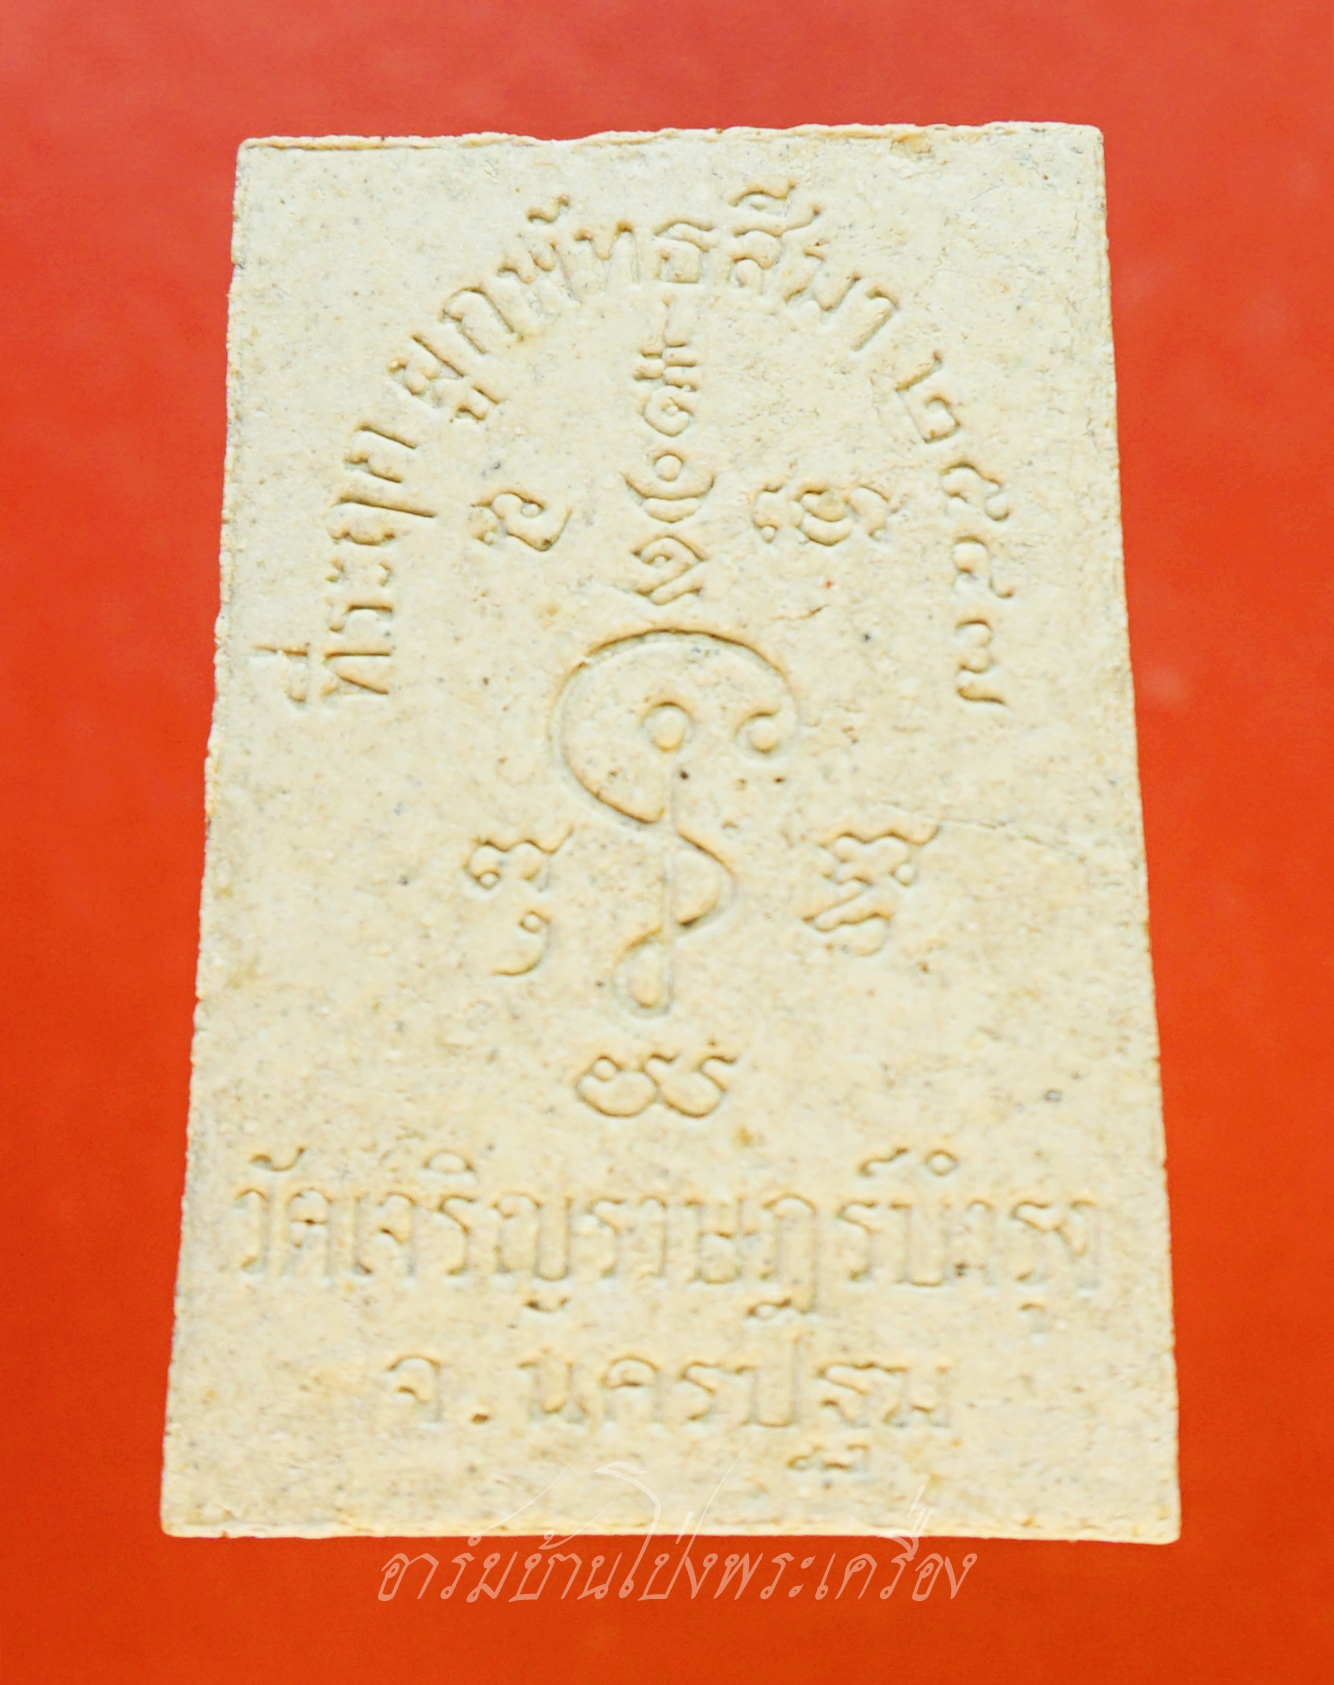 ที่ระฤก ผูกพัทธสีมา ๒๕๔๗
วัดเจริญราษฎร์บำรุง
จ.นครปฐม
อาร์มบ้านโป่งพระเครื่อง